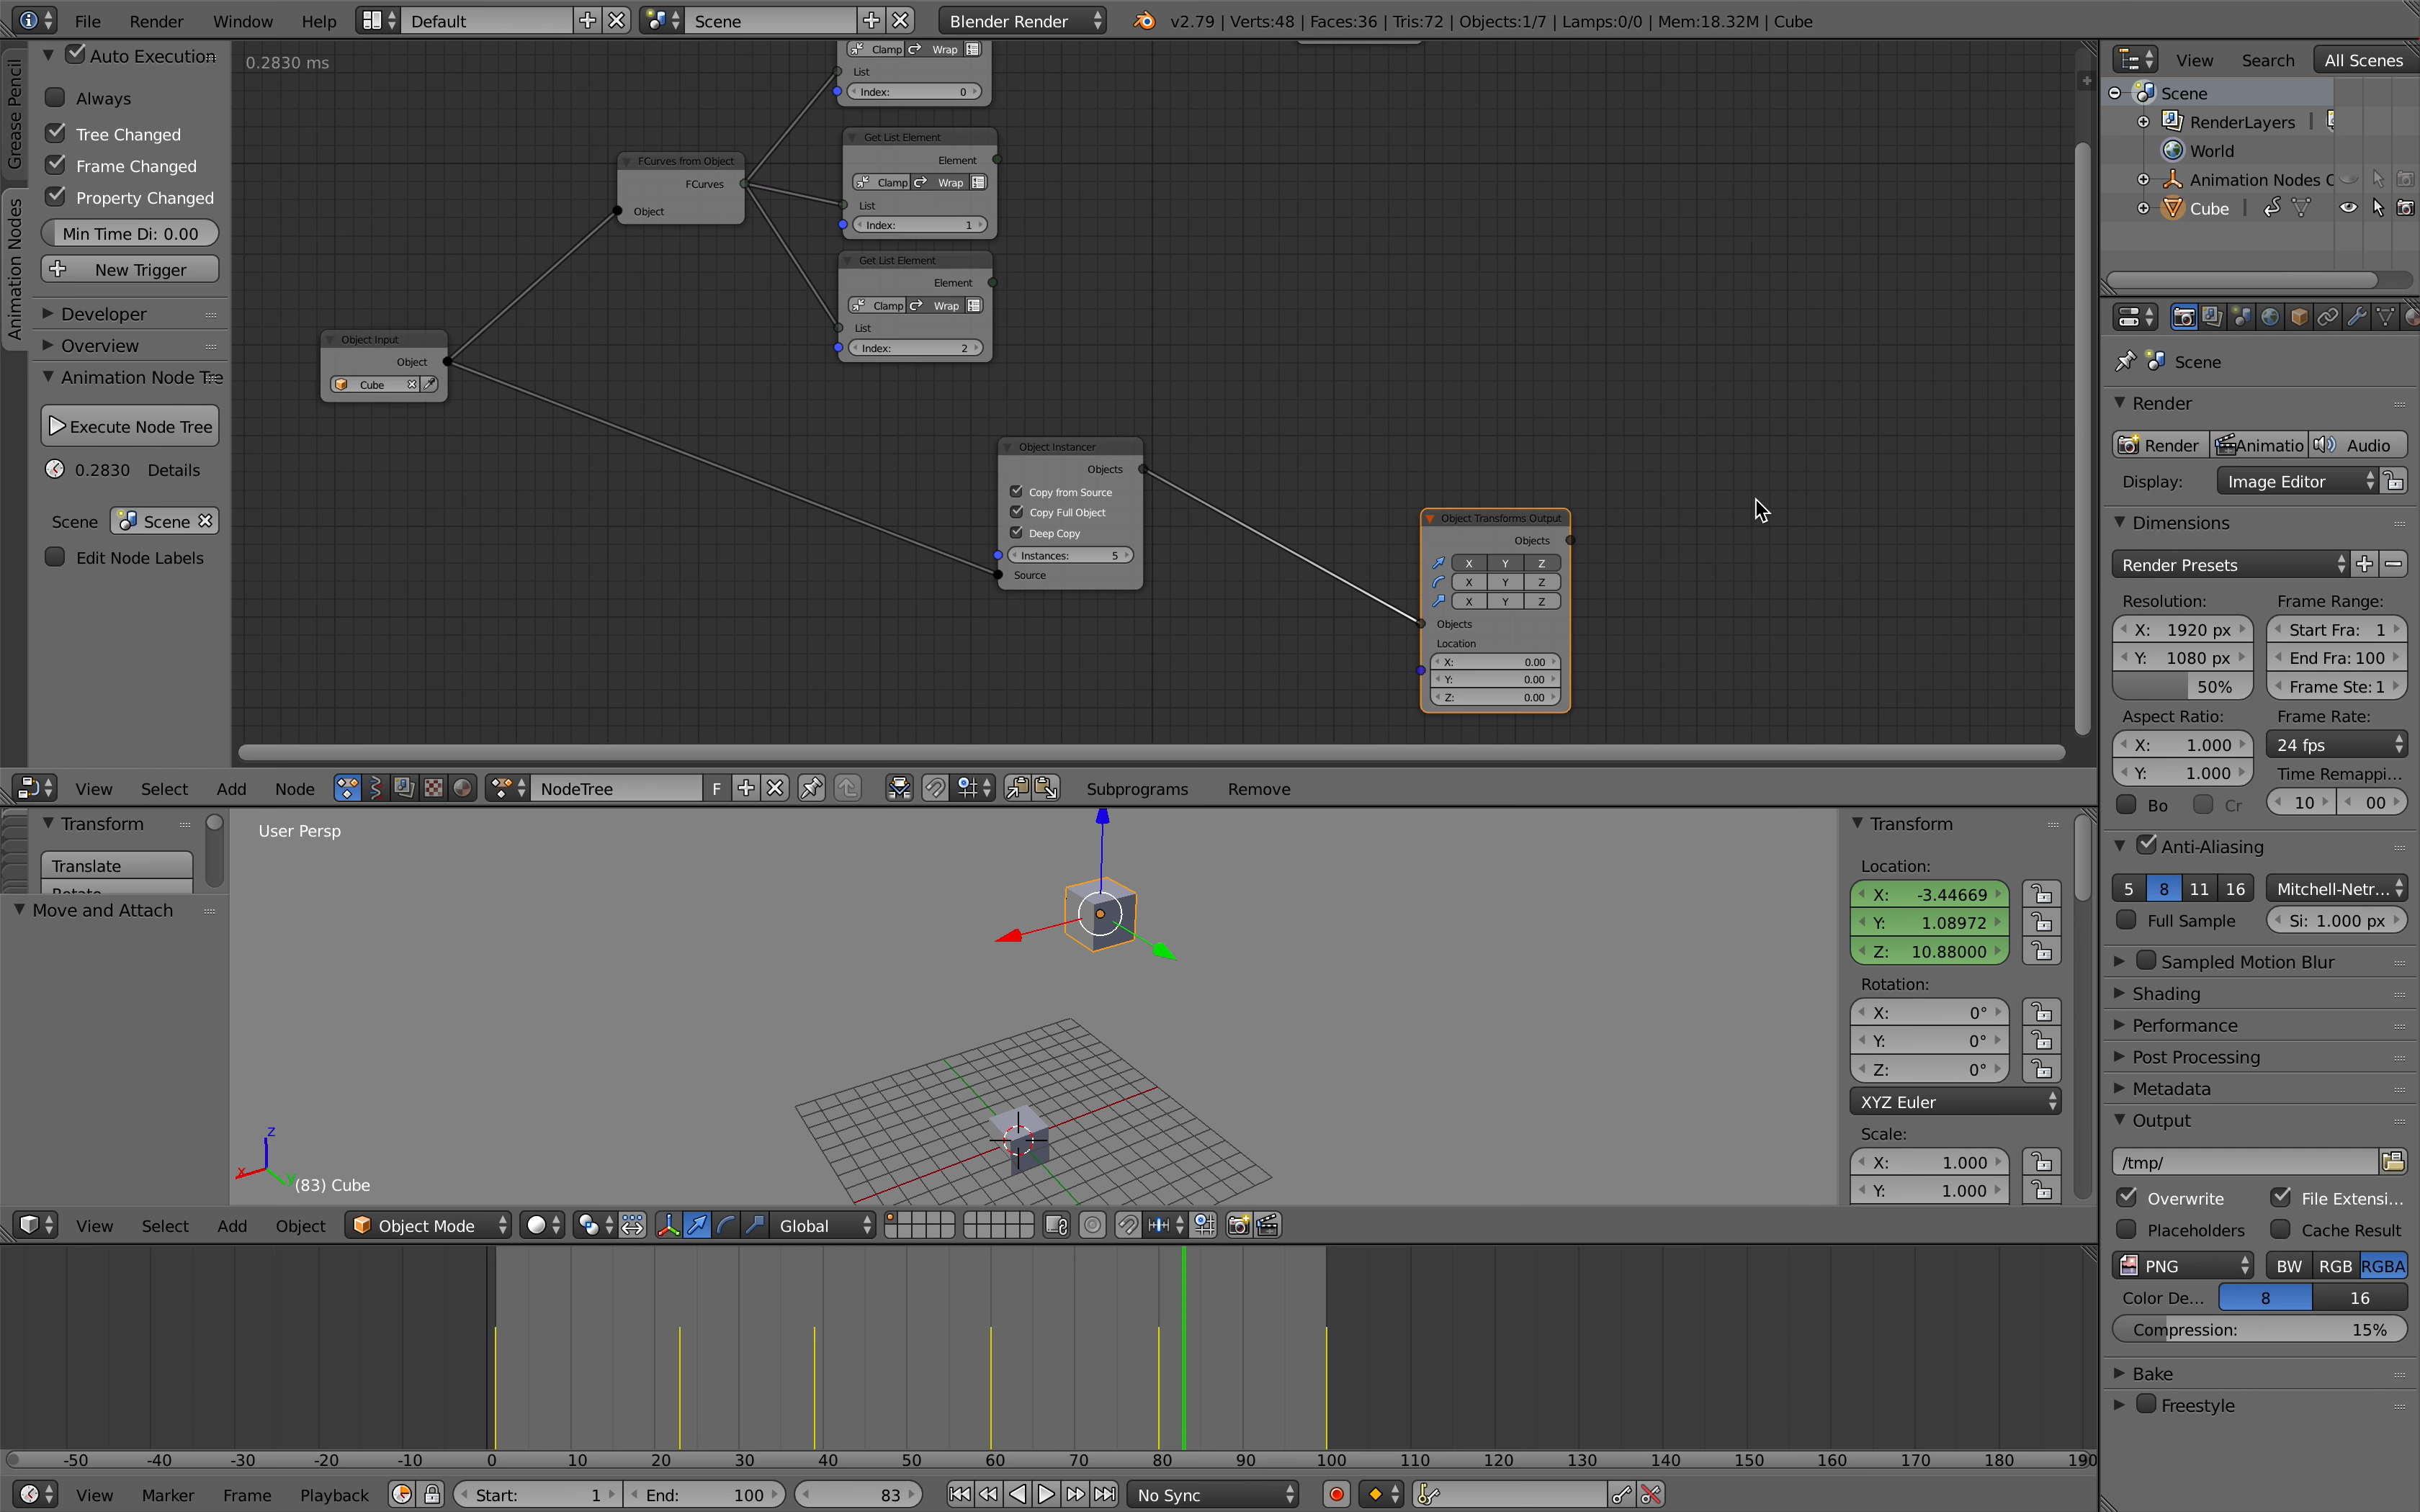 File Render Window Help Default Scene Blender Render v2.79 | Verts:48 | Faces:36 | Tris:72 | Objects:1/7 | Lamps:0/0 | Mem:18.32M | Cube
Grease Pencil
Animation Nodes
Auto Execution
Always
Tree Changed
Frame Changed
Property Changed
Min Time Di: 0.00
New Trigger
Developer
Overview
Animation Node Tre
Execute Node Tree
0.2830 Details
Scene Scene
Edit Node Labels
0.2830 ms
Clamp Wrap
List
Index: 0
Get List Element
Element
Clamp Wrap
List
Index: 1
Get List Element
Element
Clamp Wrap
List
Index: 2
FCurves from Object
FCurves
Object
Object Input
Object
Cube
Object Instancer
Objects
Copy from Source
Copy Full Object
Deep Copy
Instances: 5
Source
Object Transforms Output
Objects
X Y Z
X Y Z
X Y Z
Objects
Location
X: 0.00
Y: 0.00
Z: 0.00
View Select Add Node NodeTree F Subprograms Remove
Transform
Translate
Rotate
Move and Attach
User Persp
z
x
y
(83) Cube
Transform
Location:
X: -3.44669
Y: 1.08972
Z: 10.88000
Rotation:
X: 0°
Y: 0°
Z: 0°
XYZ Euler
Scale:
X: 1.000
Y: 1.000
View Select Add Object Object Mode Global
-50 -40 -30 -20 -10 0 10 20 30 40 50 60 70 80 90 100 110 120 130 140 150 160 170 180 190
View Marker Frame Playback Start: 1 End: 100 83 No Sync
View Search All Scenes
Scene
RenderLayers
World
Animation Nodes C
Cube
Scene
Render
Render Animatio Audio
Display: Image Editor
Dimensions
Render Presets
Resolution: Frame Range:
X: 1920 px Start Fra: 1
Y: 1080 px End Fra: 100
50% Frame Ste: 1
Aspect Ratio: Frame Rate:
X: 1.000 24 fps
Y: 1.000 Time Remappi...
Bo Cr 10 00
Anti-Aliasing
5 8 11 16 Mitchell-Netr...
Full Sample Si: 1.000 px
Sampled Motion Blur
Shading
Performance
Post Processing
Metadata
Output
/tmp/
Overwrite File Extensi...
Placeholders Cache Result
PNG BW RGB RGBA
Color De... 8 16
Compression: 15%
Bake
Freestyle